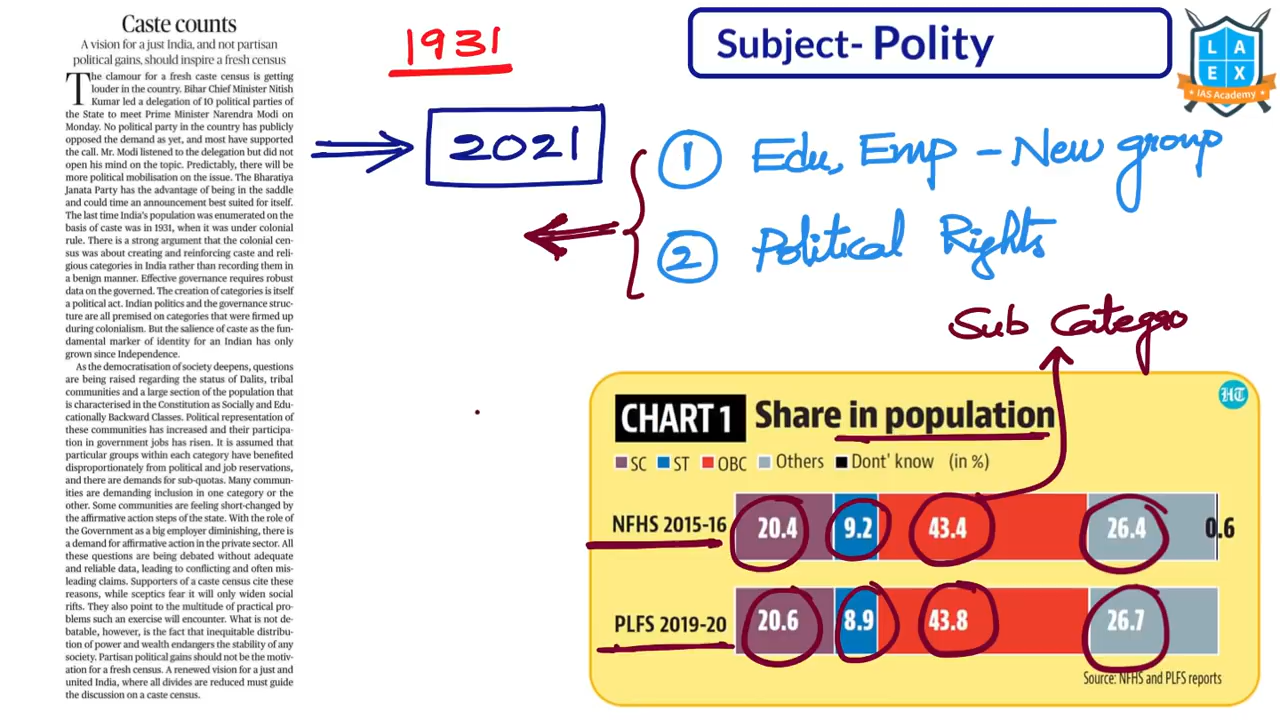 Caste counts
A vision for a just India, and not partisan
political gains, should inspire a fresh census
The clamour for a fresh caste census is getting
louder in the country. Bihar Chief Minister Nitish
Kumar led a delegation of 10 political parties of
the State to meet Prime Minister Narendra Modi on
Monday. No political party in the country has publicly
opposed the demand as yet, and most have supported
the call. Mr. Modi listened to the delegation but did not
open his mind on the topic. Predictably, there will be
more political mobilisation on the issue. The Bharatiya
Janata Party has the advantage of being in the saddle
and could time an announcement best suited for itself.
The last time India's population was enumerated on the
basis of caste was in 1931, when it was under colonial
rule. There is a strong argument that the colonial cen-
sus was about creating and reinforcing caste and reli-
gious categories in India rather than recording them in
a benign manner. Effective governance requires robust
data on the governed. The creation of categories is itself
a political act. Indian politics and the governance struc-
ture are all premised on categories that were firmed up
during colonialism. But the salience of caste as the fun-
damental marker of identity for an Indian has only
grown since Independence.
As the democratisation of society deepens, questions
are being raised regarding the status of Dalits, tribal
communities and a large section of the population that
is characterised in the Constitution as Socially and Edu-
cationally Backward Classes. Political representation of
these communities has increased and their participa-
tion in government jobs has risen. It is assumed that
particular groups within each category have benefited
disproportionately from political and job reservations,
and there are demands for sub-quotas. Many commun-
ities are demanding inclusion in one category or the
other. Some communities are feeling short-changed by
the affirmative action steps of the state. With the role of
the Government as a big employer diminishing, there is
a demand for affirmative action in the private sector. All
these questions are being debated without adequate
and reliable data, leading to conflicting and often mis-
leading claims. Supporters of a caste census cite these
reasons, while sceptics fear it will only widen social
rifts. They also point to the multitude of practical pro-
blems such an exercise will encounter. What is not de-
batable, however, is the fact that inequitable distribu-
tion of power and wealth endangers the stability of any
society. Partisan political gains should not be the motiv-
ation for a fresh census. A renewed vision for a just and
united India, where all divides are reduced must guide
the discussion on a caste census.
1931
2021
Subject- Polity
L A
E X
IAS Academy
1 Edu, Emp - New group
2 Political Rights
Sub Catego
HT
CHART 1 Share in population
SC ST OBC Others Dont' know (in %)
NFHS 2015-16 20.4 9.2 43.4 26.4 0.6
PLFS 2019-20 20.6 8.9 43.8 26.7
Source: NFHS and PLFS reports